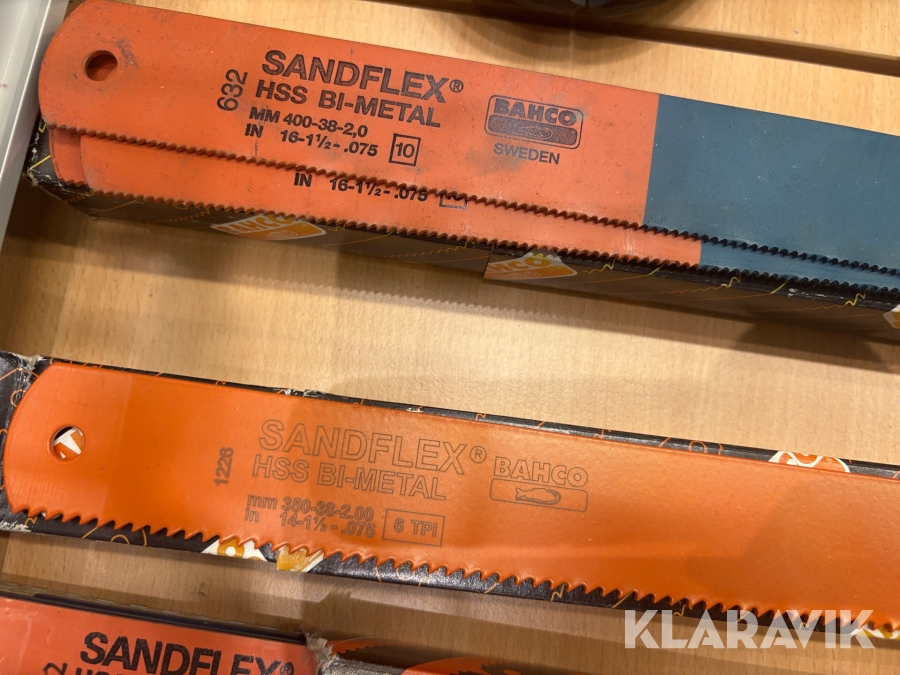 632
SANDFLEX®
HSS BI-METAL
MM 400-38-2,0
IN 16-1½-.075 10
BAHCO
SWEDEN
IN 16-1½-.075
1226
SANDFLEX®
HSS BI-METAL
mm 350-38-2.00
in 14-1½-.075 6 TPI
BAHCO
KLARAVIK
SANDFLEX®